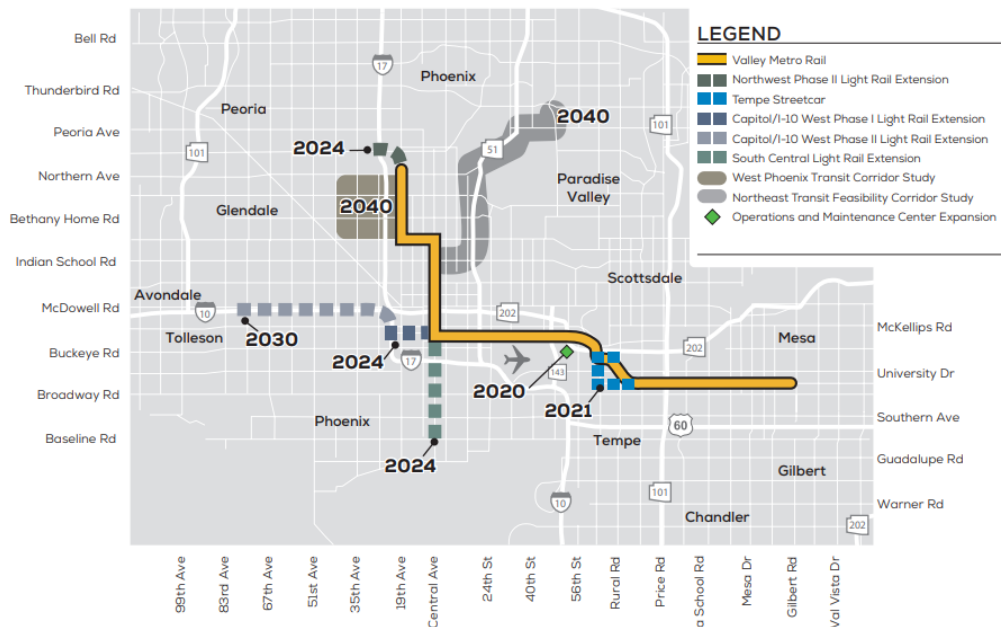 LEGEND
Valley Metro Rail
Northwest Phase II Light Rail Extension
Tempe Streetcar
Capitol/I-10 West Phase I Light Rail Extension
Capitol/I-10 West Phase II Light Rail Extension
South Central Light Rail Extension
West Phoenix Transit Corridor Study
Northeast Transit Feasibility Corridor Study
Operations and Maintenance Center Expansion
Bell Rd
Thunderbird Rd
Peoria Ave
Northern Ave
Bethany Home Rd
Indian School Rd
McDowell Rd
Buckeye Rd
Broadway Rd
Baseline Rd
17
Phoenix
Peoria
2040
101
51
101
2024
Paradise
Valley
Glendale
2040
Scottsdale
Avondale
10
Tolleson
202
2030
2024
17
143
2020
2021
202
Mesa
Phoenix
2024
Tempe
60
Gilbert
10
101
Chandler
202
McKellips Rd
University Dr
Southern Ave
Guadalupe Rd
Warner Rd
99th Ave
83rd Ave
67th Ave
51st Ave
35th Ave
19th Ave
Central Ave
24th St
40th St
56th St
Rural Rd
Price Rd
a School Rd
Mesa Dr
Gilbert Rd
Val Vista Dr